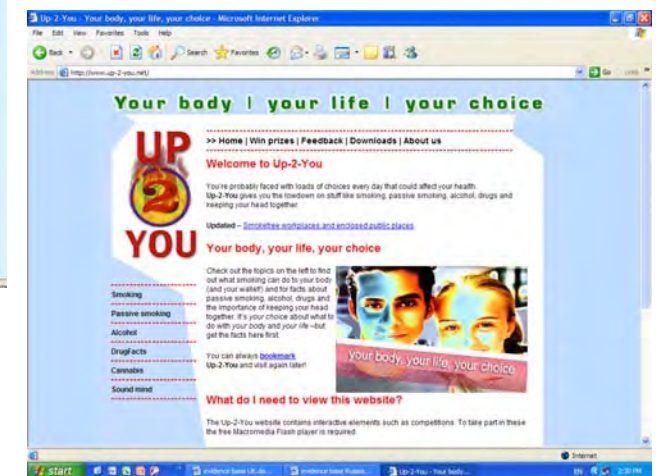 Up-2-You - Your body, your life, your choice - Microsoft Internet Explorer
File Edit View Favorites Tools Help
Back Search Favorites
Address http://www.up-2-you.net/ Go
Your body | your life | your choice
UP
2
YOU
>> Home | Win prizes | Feedback | Downloads | About us
Welcome to Up-2-You
You're probably faced with loads of choices every day that could affect your health.
Up-2-You gives you the lowdown on stuff like smoking, passive smoking, alcohol, drugs and
keeping your head together.
Updated – Smokefree workplaces and enclosed public places
Your body, your life, your choice
Smoking
Passive smoking
Alcohol
DrugFacts
Cannabis
Sound mind
Check out the topics on the left to find
out what smoking can do to your body
(and your wallet!) and for facts about
passive smoking, alcohol, drugs and
the importance of keeping your head
together. It's your choice about what to
do with your body and your life –but
get the facts here first.
You can always bookmark
Up-2-You and visit again later!
your body, your life, your choice
What do I need to view this website?
The Up-2-You website contains interactive elements such as competitions. To take part in these
the free Macromedia Flash player is required.
Internet
start evidence base UK.do... evidence base Russia... Up-2-You - Your body... EN 2:30 PM